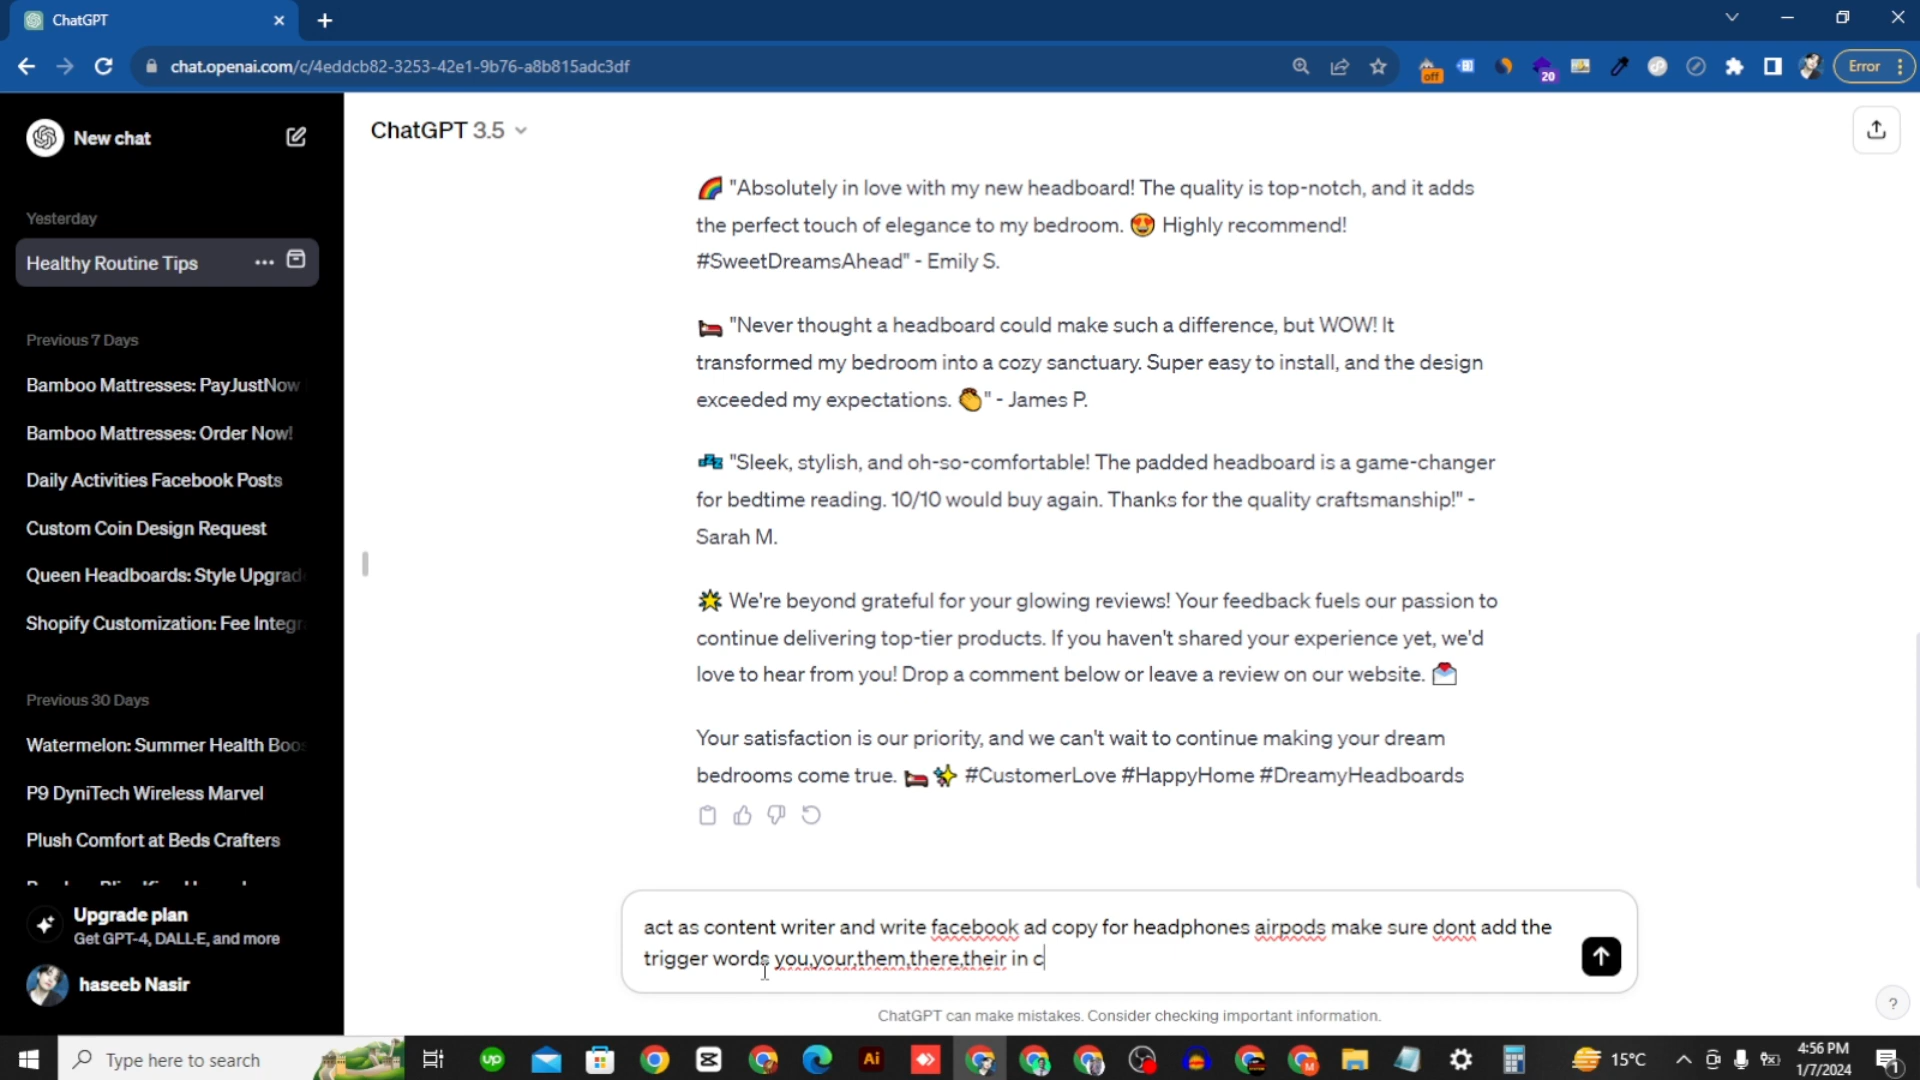 ChatGPT
chat.openai.com/c/4eddcb82-3253-42e1-9b76-a8b815adc3df
off
20
Error
New chat
ChatGPT 3.5
Yesterday
Healthy Routine Tips
Previous 7 Days
Bamboo Mattresses: PayJustNow
Bamboo Mattresses: Order Now!
Daily Activities Facebook Posts
Custom Coin Design Request
Queen Headboards: Style Upgrad
Shopify Customization: Fee Integr
Previous 30 Days
Watermelon: Summer Health Boos
P9 DyniTech Wireless Marvel
Plush Comfort at Beds Crafters
Upgrade plan
Get GPT-4, DALL·E, and more
haseeb Nasir
"Absolutely in love with my new headboard! The quality is top-notch, and it adds
the perfect touch of elegance to my bedroom. 😍 Highly recommend!
#SweetDreamsAhead" - Emily S.
"Never thought a headboard could make such a difference, but WOW! It
transformed my bedroom into a cozy sanctuary. Super easy to install, and the design
exceeded my expectations. 👏" - James P.
💤 "Sleek, stylish, and oh-so-comfortable! The padded headboard is a game-changer
for bedtime reading. 10/10 would buy again. Thanks for the quality craftsmanship!" -
Sarah M.
🌟 We're beyond grateful for your glowing reviews! Your feedback fuels our passion to
continue delivering top-tier products. If you haven't shared your experience yet, we'd
love to hear from you! Drop a comment below or leave a review on our website. 💌
Your satisfaction is our priority, and we can't wait to continue making your dream
bedrooms come true. 🛏️✨ #CustomerLove #HappyHome #DreamyHeadboards
act as content writer and write facebook ad copy for headphones airpods make sure dont add the
trigger words you,your,them,there,their in c
ChatGPT can make mistakes. Consider checking important information.
?
Type here to search
up
Ai
15°C
4:56 PM
1/7/2024
1